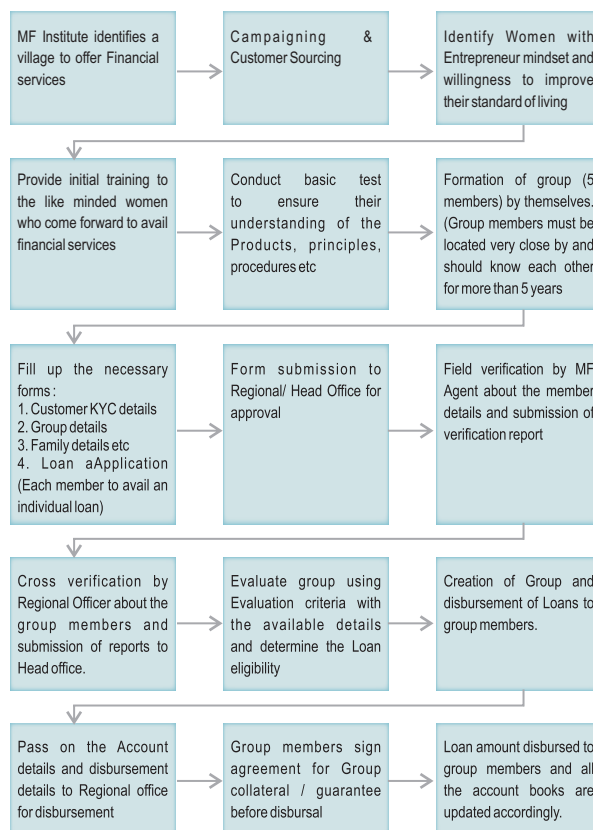 MF Institute identifies a
village to offer Financial
services
Campaigning &
Customer Sourcing
Identify Women with
Entrepreneur mindset and
willingness to improve
their standard of living
Provide initial training to
the like minded women
who come forward to avail
financial services
Conduct basic test
to ensure their
understanding of the
Products, principles,
procedures etc
Formation of group (5
members) by themselves.
(Group members must be
located very close by and
should know each other
for more than 5 years
Fill up the necessary
forms :
1. Customer KYC details
2. Group details
3. Family details etc
4. Loan aApplication
(Each member to avail an
individual loan)
Form submission to
Regional/ Head Office for
approval
Field verification by MF
Agent about the member
details and submission of
verification report
Cross verification by
Regional Officer about the
group members and
submission of reports to
Head office.
Evaluate group using
Evaluation criteria with
the available details
and determine the Loan
eligibility
Creation of Group and
disbursement of Loans to
group members.
Pass on the Account
details and disbursement
details to Regional office
for disbursement
Group members sign
agreement for Group
collateral / guarantee
before disbursal
Loan amount disbursed to
group members and all
the account books are
updated accordingly.